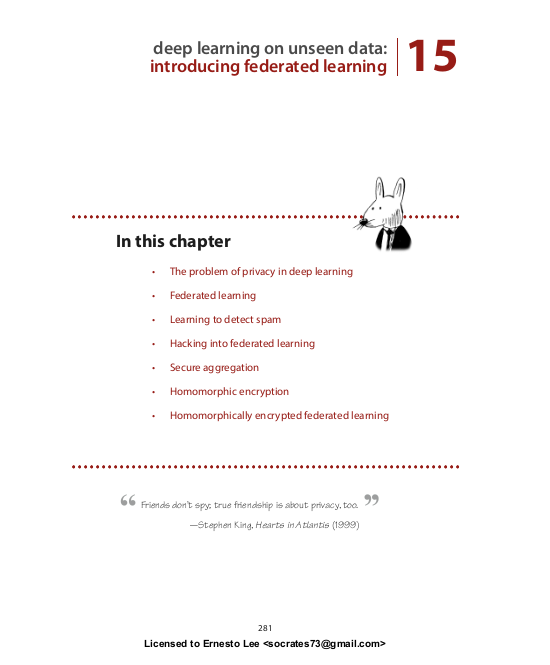 deep learning on unseen data:
introducing federated learning
15
In this chapter
• The problem of privacy in deep learning
• Federated learning
• Learning to detect spam
• Hacking into federated learning
• Secure aggregation
• Homomorphic encryption
• Homomorphically encrypted federated learning
“ Friends don't spy; true friendship is about privacy, too. ”
—Stephen King, Hearts in Atlantis (1999)
281
Licensed to Ernesto Lee <socrates73@gmail.com>